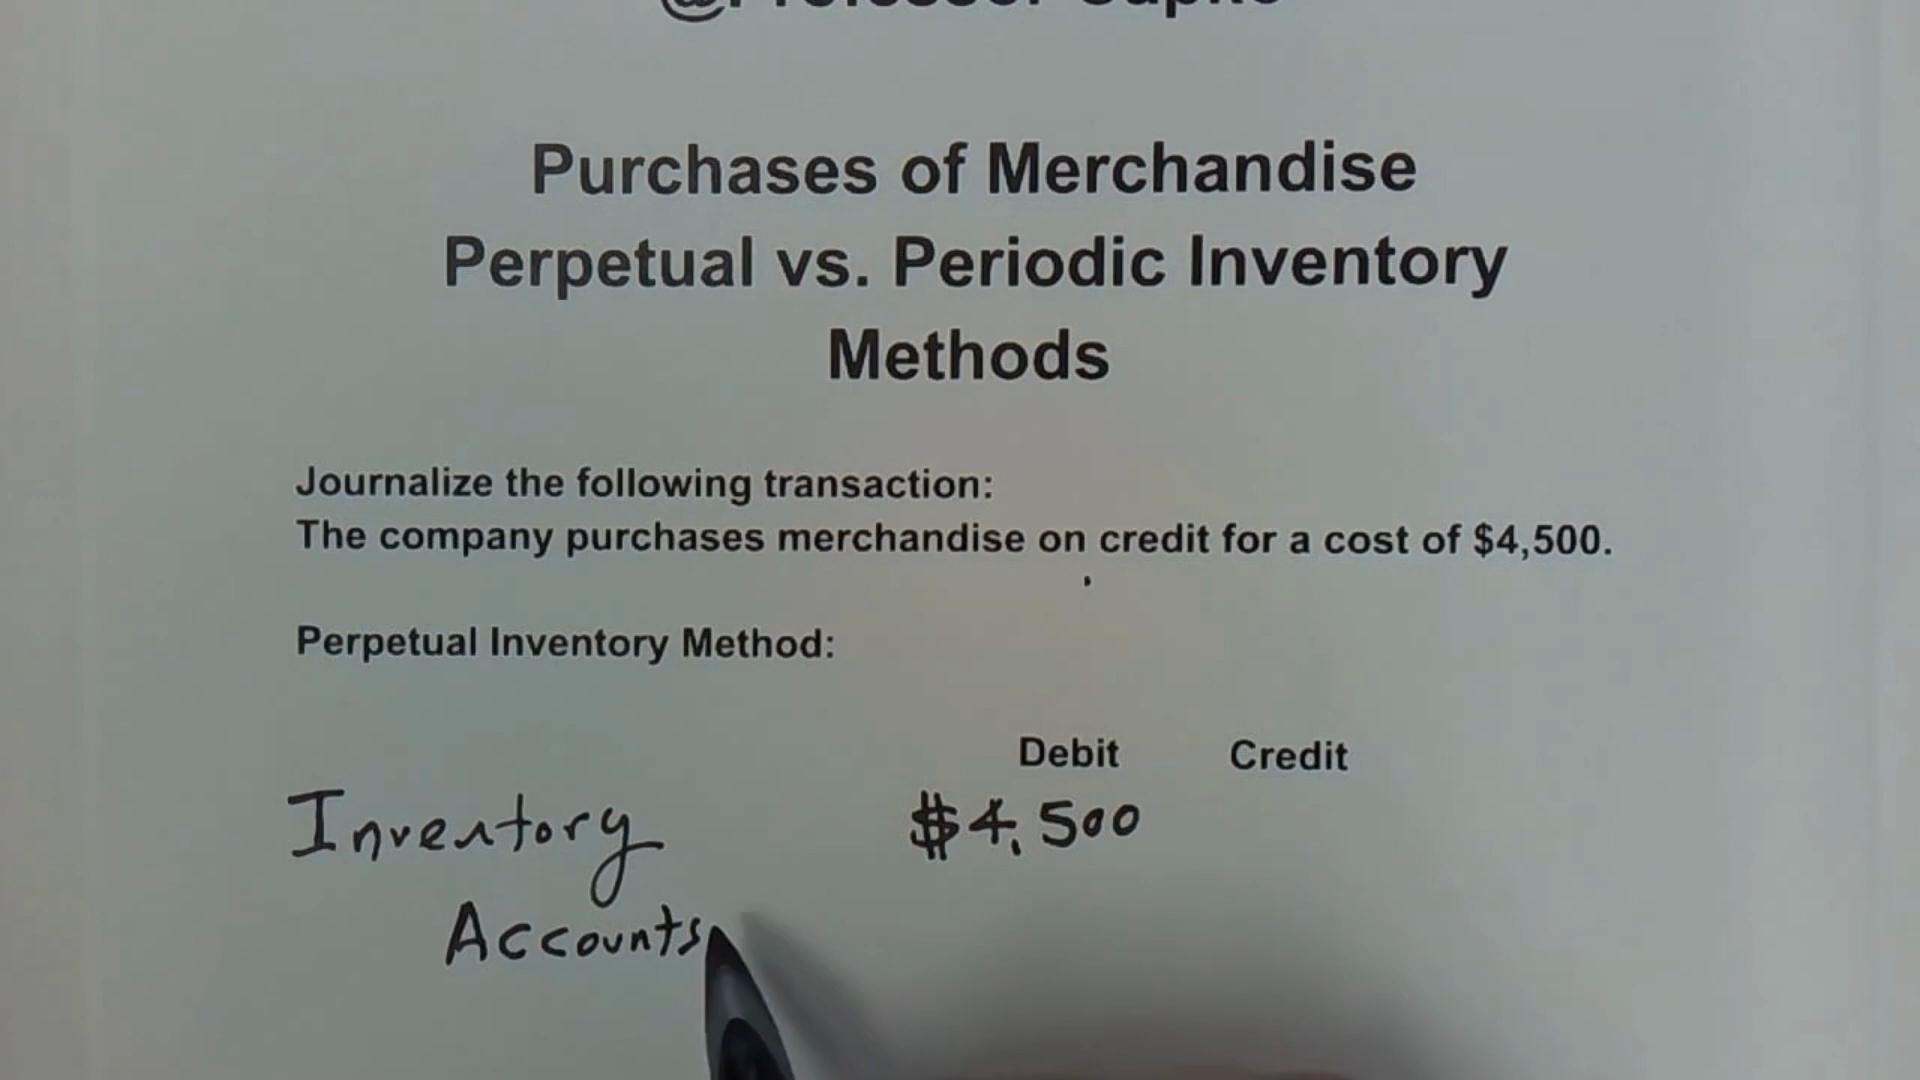 Purchases of Merchandise
Perpetual vs. Periodic Inventory
Methods
Journalize the following transaction:
The company purchases merchandise on credit for a cost of $4,500.
Perpetual Inventory Method:
Debit Credit
Inventory $4,500
Accounts